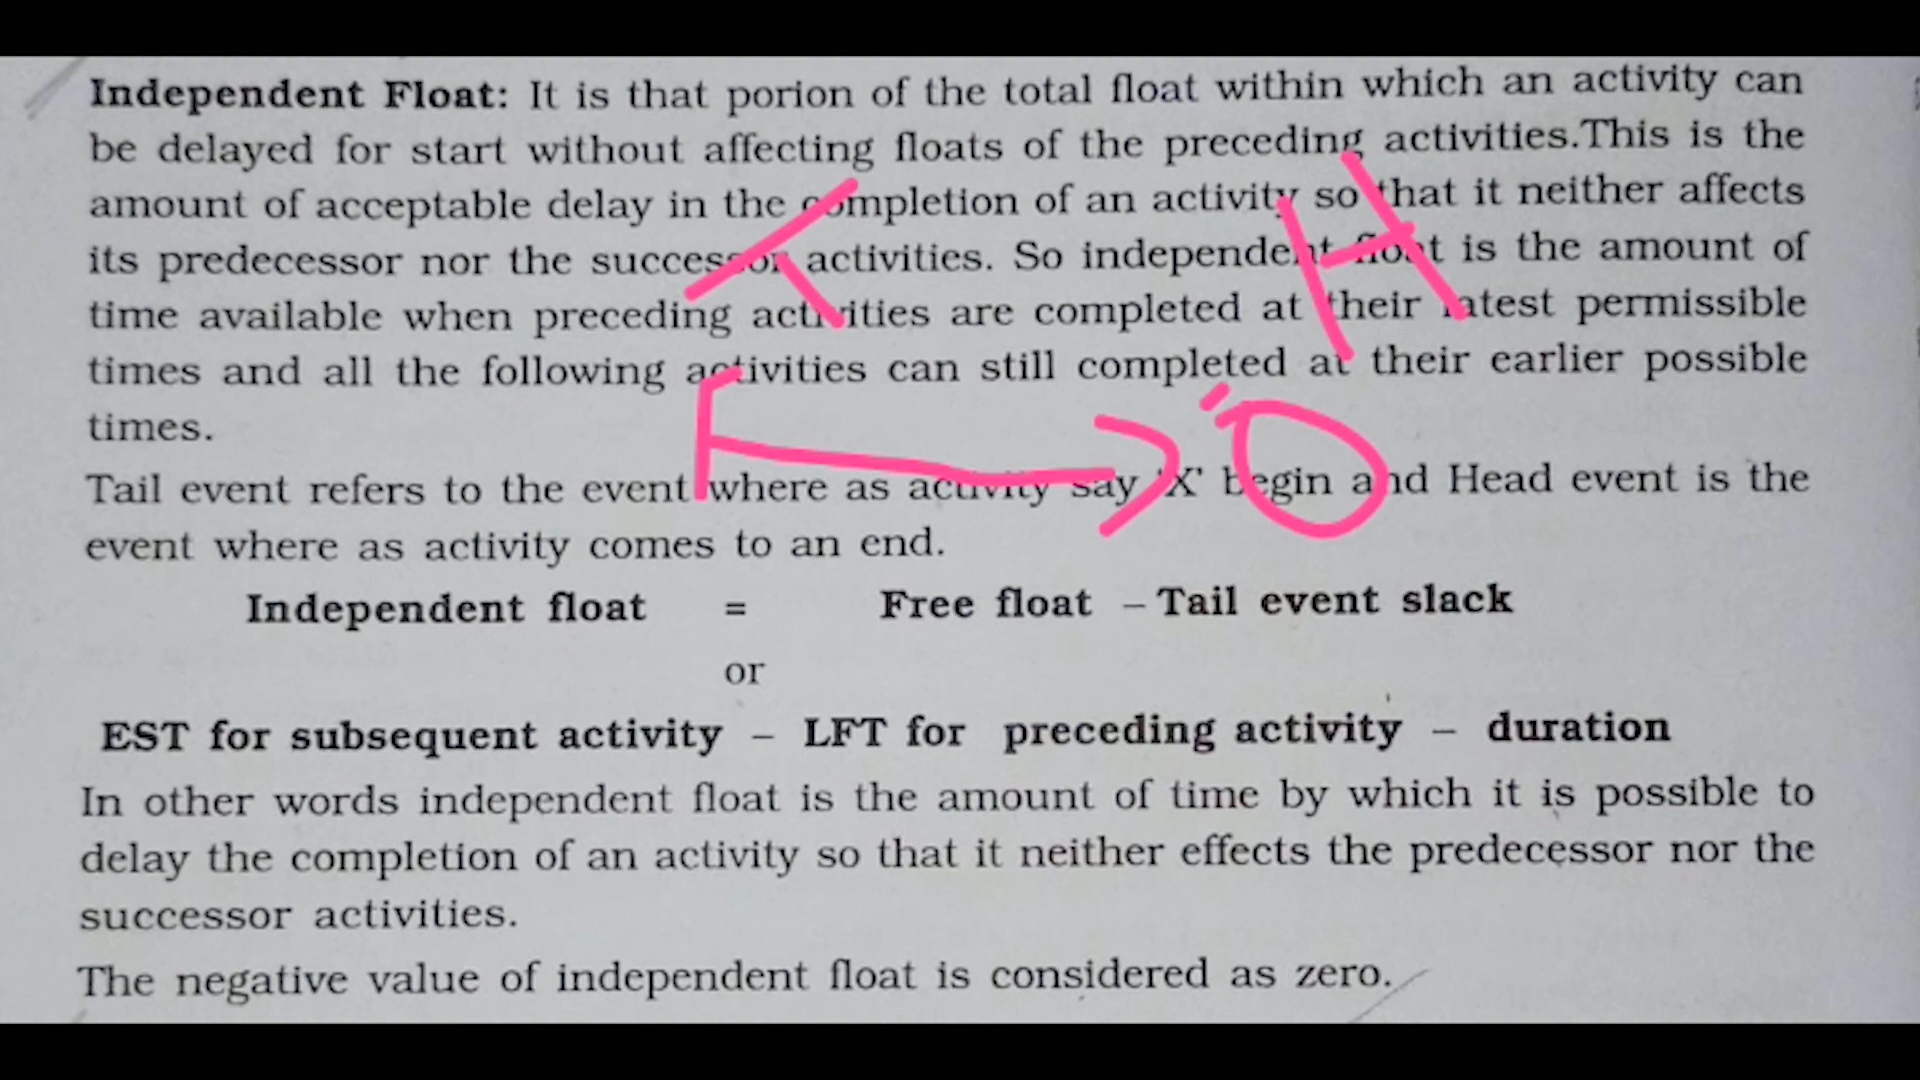 Independent Float: It is that porion of the total float within which an activity can
be delayed for start without affecting floats of the preceding activities.This is the
amount of acceptable delay in the completion of an activity so that it neither affects
its predecessor nor the successor activities. So independent float is the amount of
time available when preceding activities are completed at their latest permissible
times and all the following activities can still completed at their earlier possible
times.
Tail event refers to the event where as activity say 'X' begin and Head event is the
event where as activity comes to an end.
Independent float = Free float – Tail event slack
or
EST for subsequent activity – LFT for preceding activity – duration
In other words independent float is the amount of time by which it is possible to
delay the completion of an activity so that it neither effects the predecessor nor the
successor activities.
The negative value of independent float is considered as zero.
T H